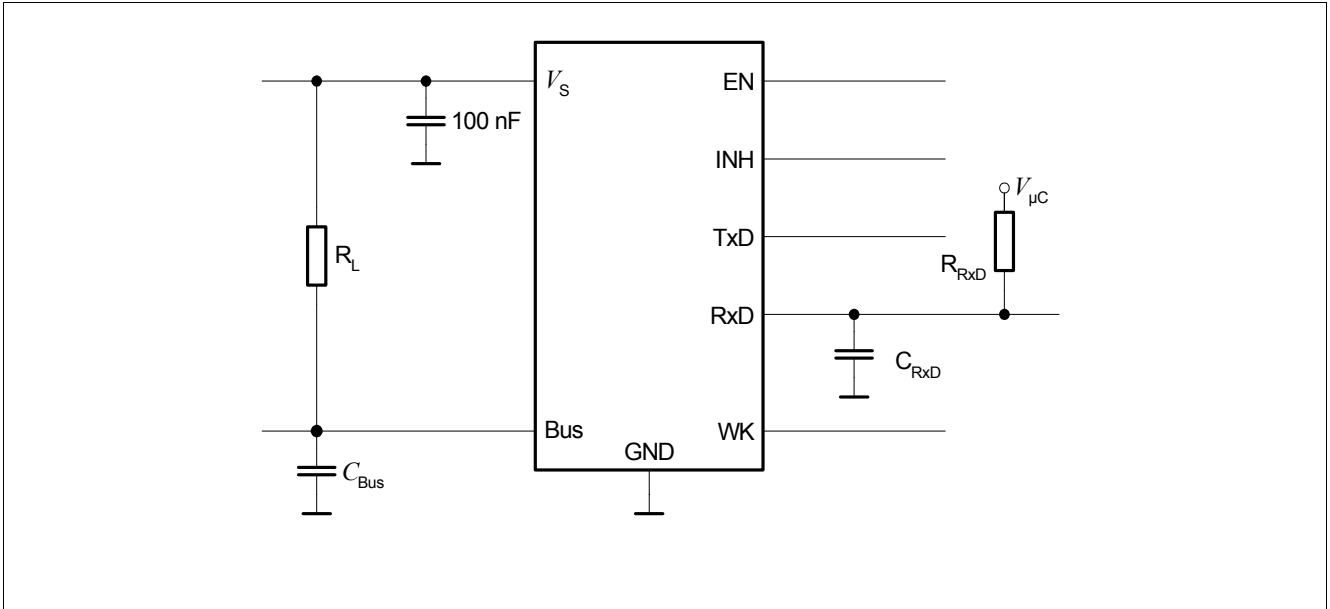 V_S
EN
100 nF
INH
V_µC
TxD
R_L
R_RxD
RxD
C_RxD
Bus
WK
GND
C_Bus